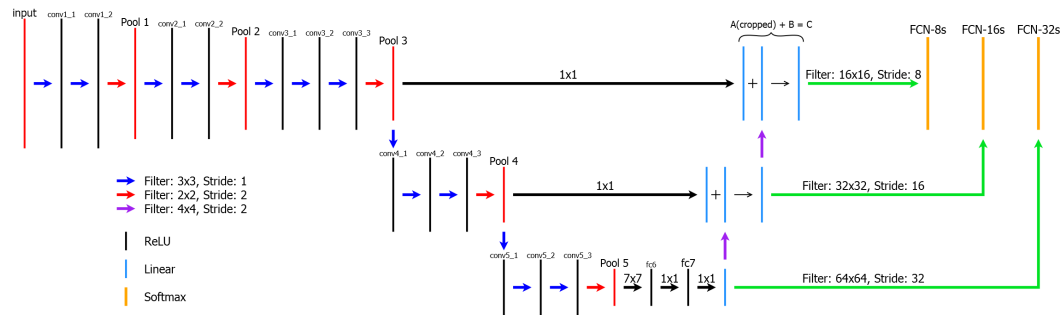 A(cropped) + B = C
input
conv1_1
conv1_2
Pool 1
conv2_1
conv2_2
Pool 2
conv3_1
conv3_2
conv3_3
Pool 3
FCN-8s
FCN-16s
FCN-32s
1x1
+
Filter: 16x16, Stride: 8
conv4_1
conv4_2
conv4_3
Pool 4
1x1
+
Filter: 32x32, Stride: 16
Filter: 3x3, Stride: 1
Filter: 2x2, Stride: 2
Filter: 4x4, Stride: 2
ReLU
Linear
Softmax
conv5_1
conv5_2
conv5_3
Pool 5
7x7
fc6
1x1
fc7
1x1
Filter: 64x64, Stride: 32